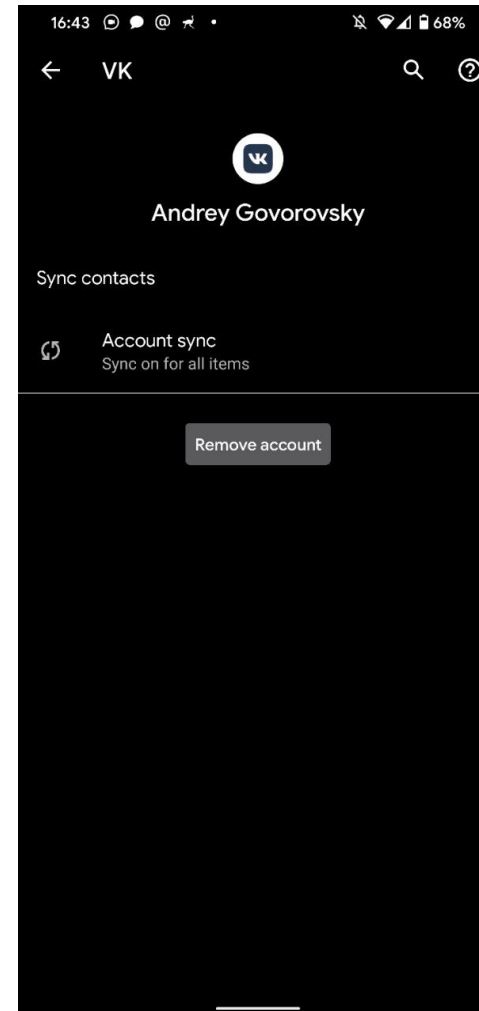 16:43 @ 68%
VK
Andrey Govorovsky
Sync contacts
Account sync
Sync on for all items
Remove account